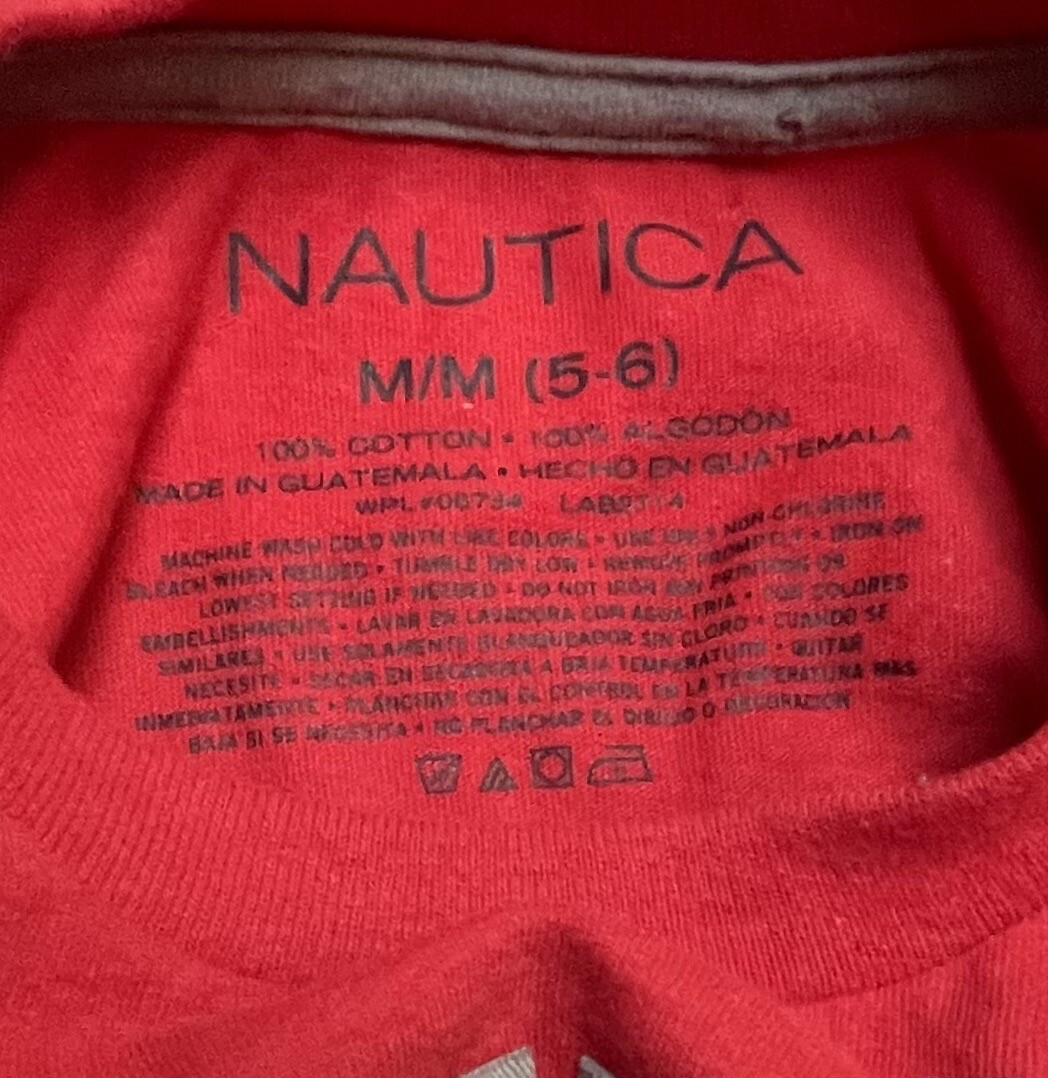 NAUTICA
M/M (5-6)
100% COTTON • 100% ALGODÓN
MADE IN GUATEMALA • HECHO EN GUATEMALA
MACHINE WASH COLD WITH LIKE COLORS • USE ONLY NON-CHLORINE
BLEACH WHEN NEEDED • TUMBLE DRY LOW • REMOVE PROMPTLY • IRON ON
LOWEST SETTING IF NEEDED • DO NOT IRON ON PRINTING OR
EMBELLISHMENTS • LAVAR EN LAVADORA CON AGUA FRIA • CON COLORES
SIMILARES • USE SOLAMENTE BLANQUEADOR SIN CLORO • CUANDO SE
NECESITE • SECAR EN SECADORA A BAJA TEMPERATURA • QUITAR
INMEDIATAMENTE • PLANCHAR CON EL CONTROL EN LA TEMPERATURA MAS
BAJA SI SE NECESITA • NO PLANCHAR EL DIBUJO O DECORACION